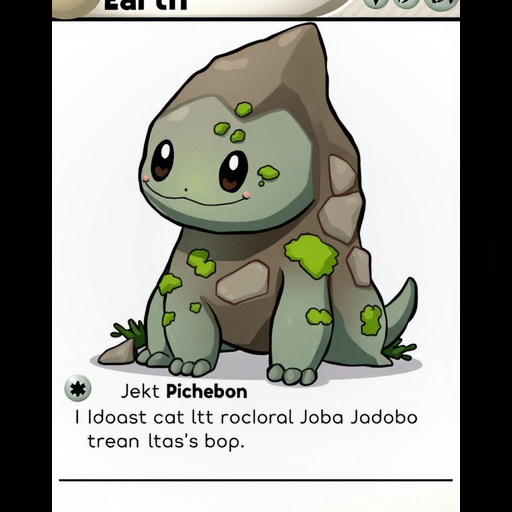 Earth
Jekt Pichebon
I Idoast cat ltt rocloral Joba Jadobo
trean ltas's bop.